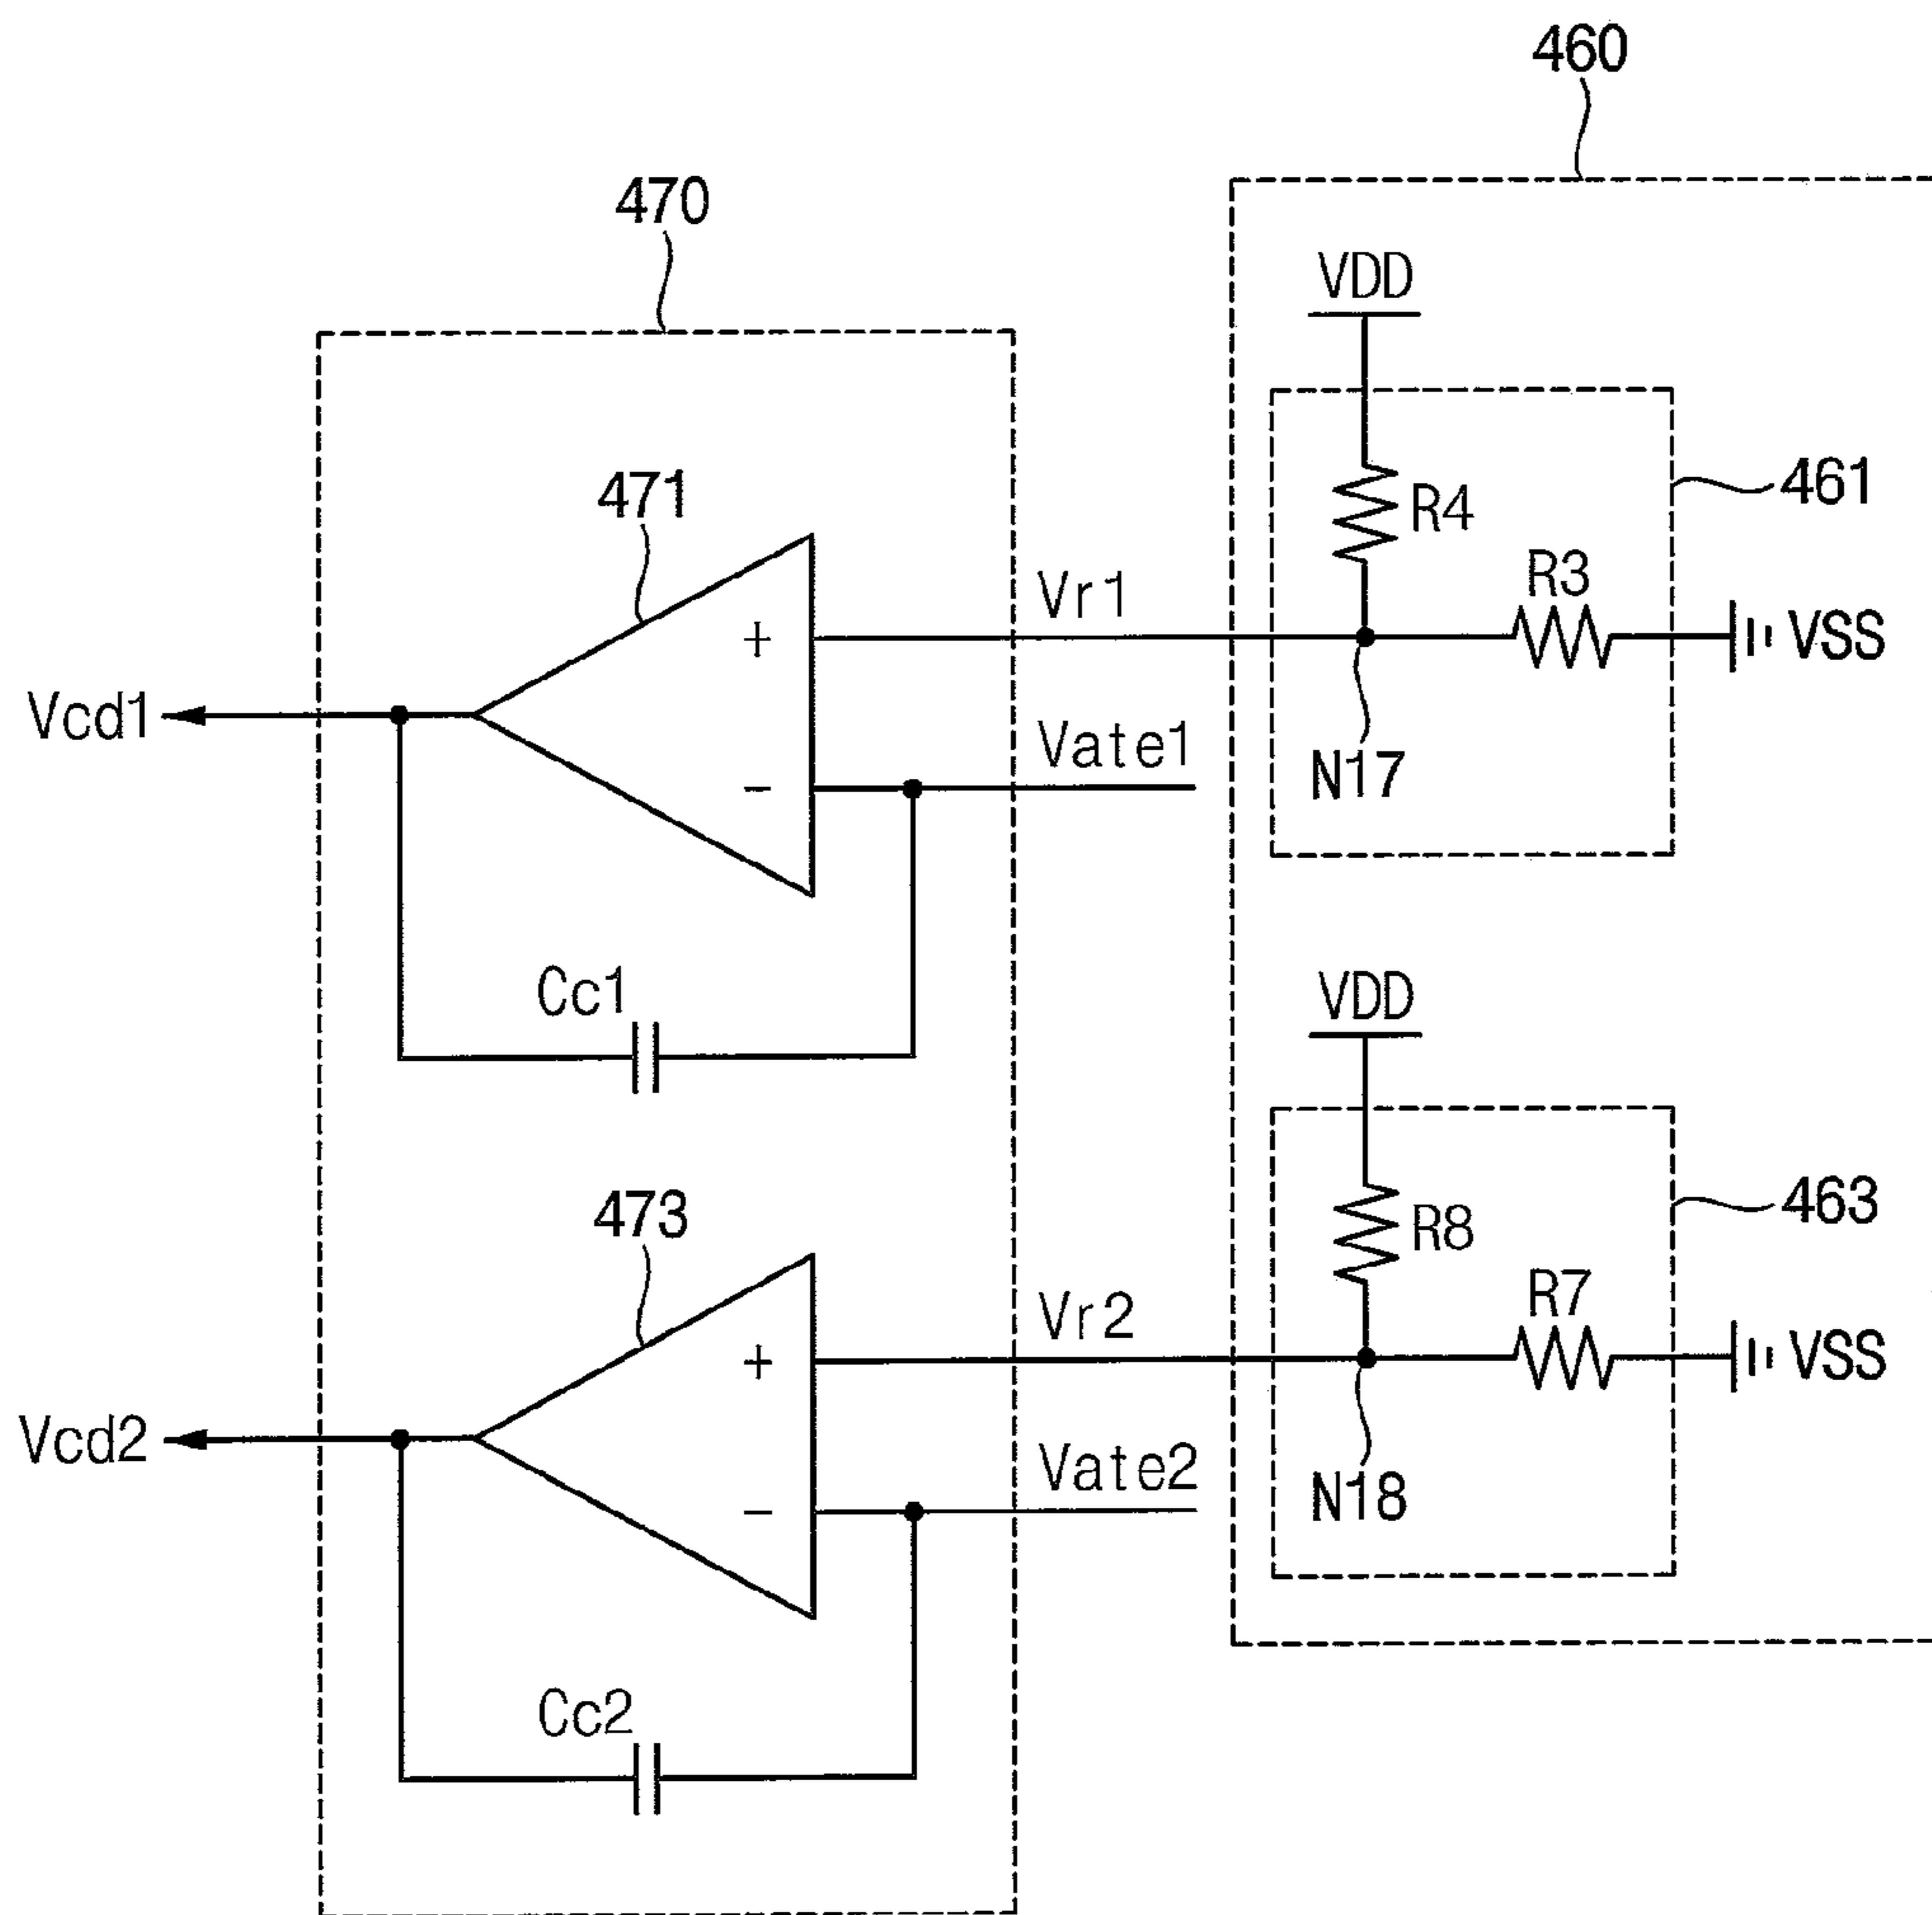 460
470
VDD
471
R4
461
Vr1
R3
+
VSS
Vcd1
Vate1
−
N17
Cc1
VDD
473
R8
463
Vr2
R7
+
VSS
Vcd2
Vate2
−
N18
Cc2